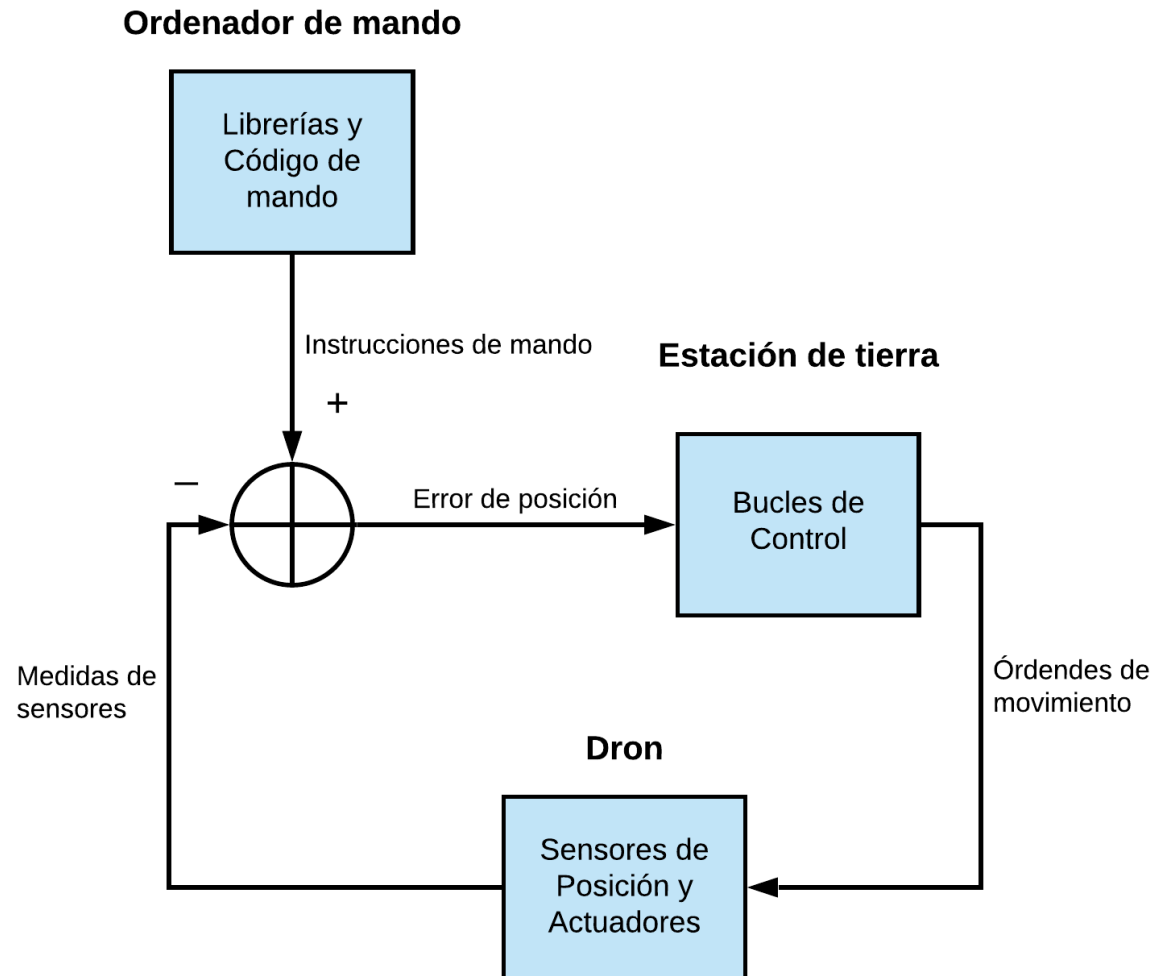 Ordenador de mando
Librerías y
Código de
mando
Instrucciones de mando
+
Estación de tierra
−
Error de posición
Bucles de
Control
Medidas de
sensores
Órdendes de
movimiento
Dron
Sensores de
Posición y
Actuadores